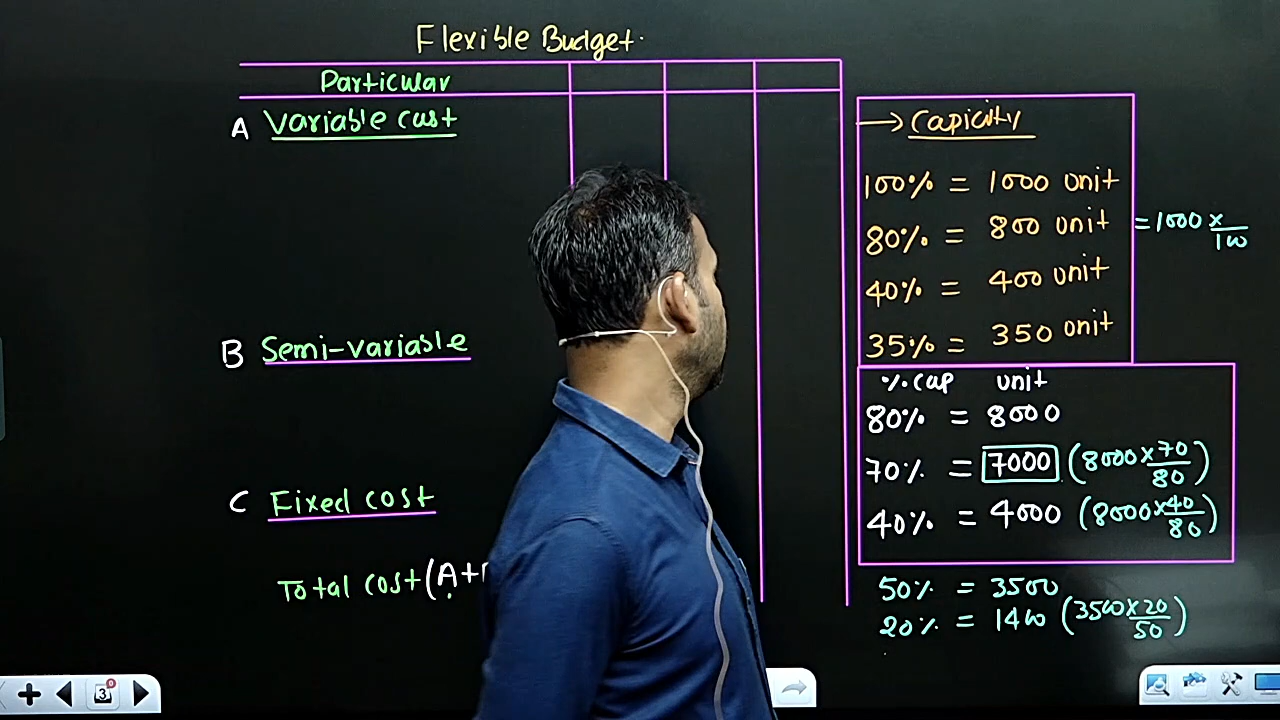 Flexible Budget.
Particular
A Variable cost
B Semi-variable
C Fixed cost
Total cost (A+
→ Capicity
100% = 1000 unit
80% = 800 unit = 1000 × /100
40% = 400 unit
35% = 350 unit
% cap unit
80% = 8000
70% = 7000 (8000×70/80)
40% = 4000 (8000×40/80)
50% = 3500
20% = 1400 (3500×20/50)
3